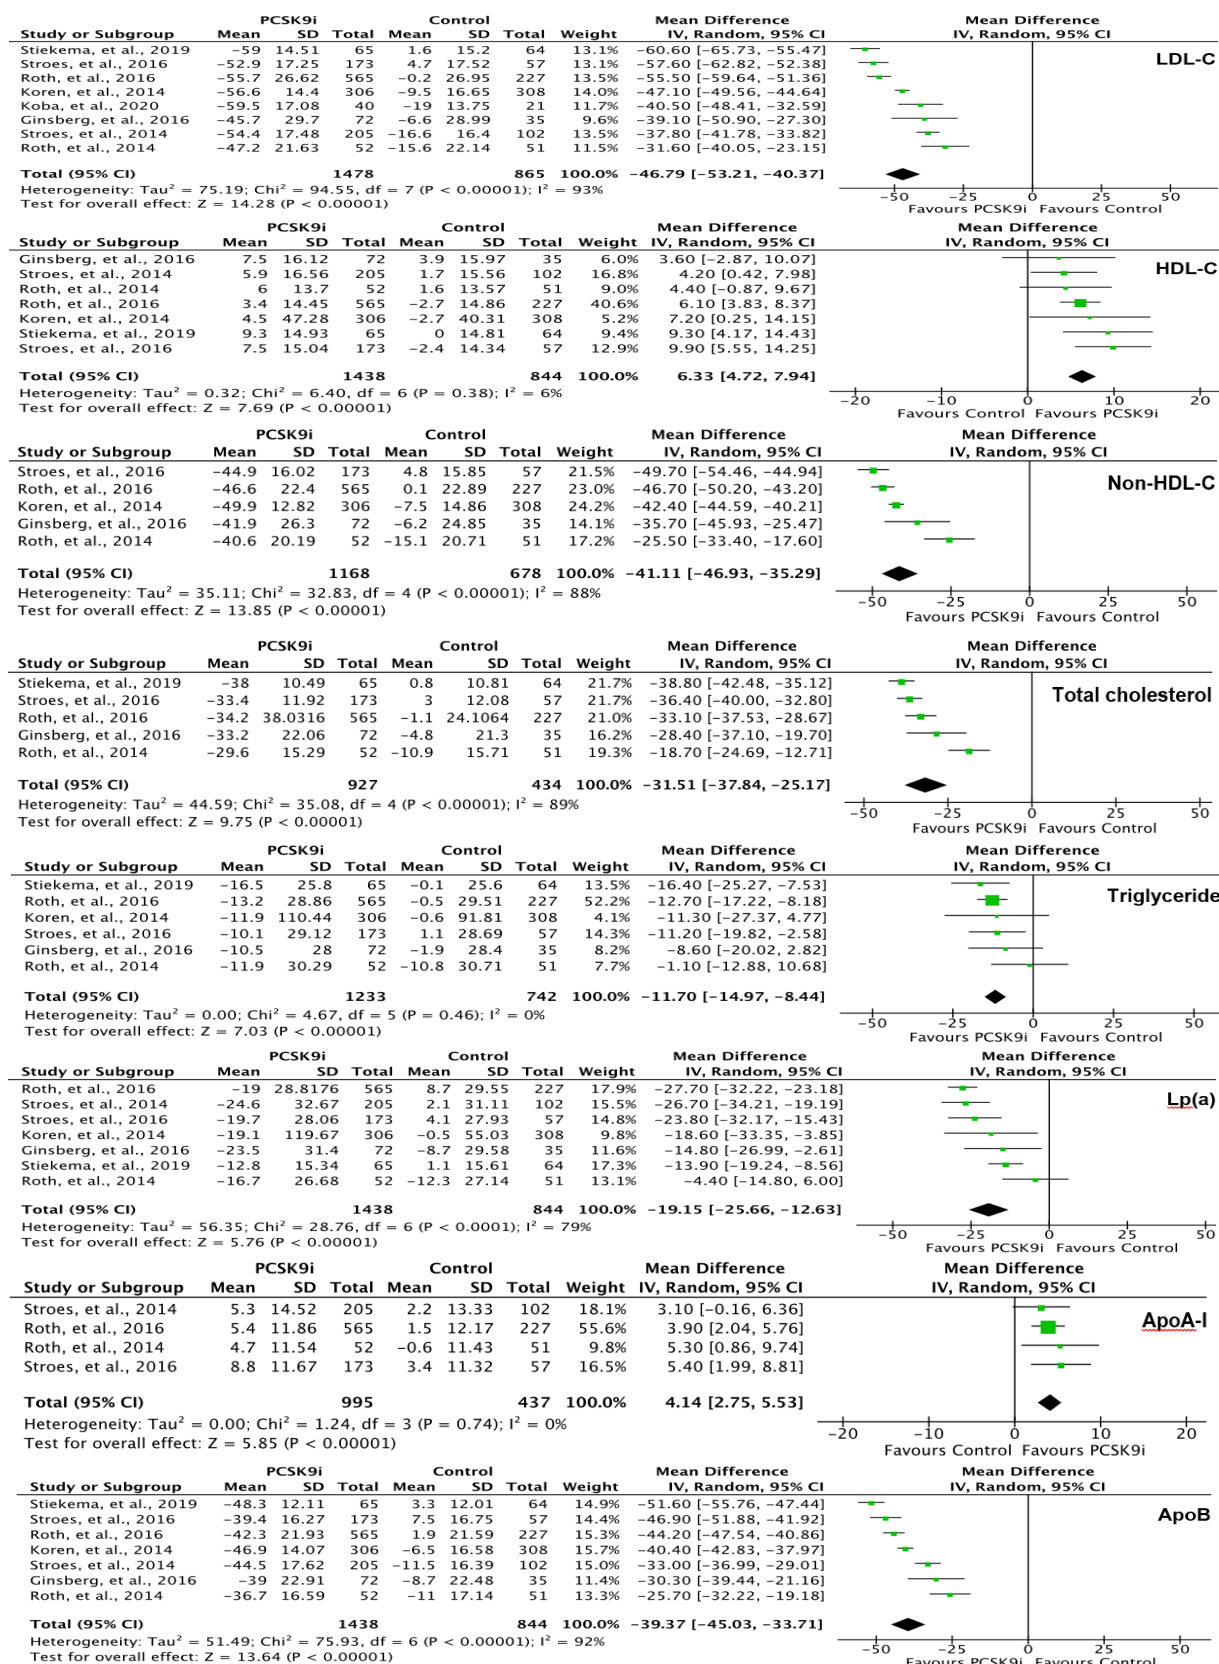 PCSK9i Control Mean Difference Mean Difference
Study or Subgroup Mean SD Total Mean SD Total Weight IV, Random, 95% CI IV, Random, 95% CI
Stiekema, et al., 2019 −59 14.51 65 1.6 15.2 64 13.1% −60.60 [−65.73, −55.47]
LDL-C
Stroes, et al., 2016 −52.9 17.25 173 4.7 17.52 57 13.1% −57.60 [−62.82, −52.38]
Roth, et al., 2016 −55.7 26.62 565 −0.2 26.95 227 13.5% −55.50 [−59.64, −51.36]
Koren, et al., 2014 −56.6 14.4 306 −9.5 16.65 308 14.0% −47.10 [−49.56, −44.64]
Koba, et al., 2020 −59.5 17.08 40 −19 13.75 21 11.7% −40.50 [−48.41, −32.59]
Ginsberg, et al., 2016 −45.7 29.7 72 −6.6 28.99 35 9.6% −39.10 [−50.90, −27.30]
Stroes, et al., 2014 −54.4 17.48 205 −16.6 16.4 102 13.5% −37.80 [−41.78, −33.82]
Roth, et al., 2014 −47.2 21.63 52 −15.6 22.14 51 11.5% −31.60 [−40.05, −23.15]
Total (95% CI) 1478 865 100.0% −46.79 [−53.21, −40.37]
Heterogeneity: Tau² = 75.19; Chi² = 94.55, df = 7 (P < 0.00001); I² = 93%
Test for overall effect: Z = 14.28 (P < 0.00001)
−50 −25 0 25 50
Favours PCSK9i Favours Control
PCSK9i Control Mean Difference Mean Difference
Study or Subgroup Mean SD Total Mean SD Total Weight IV, Random, 95% CI IV, Random, 95% CI
Ginsberg, et al., 2016 7.5 16.12 72 3.9 15.97 35 6.0% 3.60 [−2.87, 10.07]
HDL-C
Stroes, et al., 2014 5.9 16.56 205 1.7 15.56 102 16.8% 4.20 [0.42, 7.98]
Roth, et al., 2014 6 13.7 52 1.6 13.57 51 9.0% 4.40 [−0.87, 9.67]
Roth, et al., 2016 3.4 14.45 565 −2.7 14.86 227 40.6% 6.10 [3.83, 8.37]
Koren, et al., 2014 4.5 47.28 306 −2.7 40.31 308 5.2% 7.20 [0.25, 14.15]
Stiekema, et al., 2019 9.3 14.93 65 0 14.81 64 9.4% 9.30 [4.17, 14.43]
Stroes, et al., 2016 7.5 15.04 173 −2.4 14.34 57 12.9% 9.90 [5.55, 14.25]
Total (95% CI) 1438 844 100.0% 6.33 [4.72, 7.94]
Heterogeneity: Tau² = 0.32; Chi² = 6.40, df = 6 (P = 0.38); I² = 6%
Test for overall effect: Z = 7.69 (P < 0.00001)
−20 −10 0 10 20
Favours Control Favours PCSK9i
PCSK9i Control Mean Difference Mean Difference
Study or Subgroup Mean SD Total Mean SD Total Weight IV, Random, 95% CI IV, Random, 95% CI
Stroes, et al., 2016 −44.9 16.02 173 4.8 15.85 57 21.5% −49.70 [−54.46, −44.94]
Non-HDL-C
Roth, et al., 2016 −46.6 22.4 565 0.1 22.89 227 23.0% −46.70 [−50.20, −43.20]
Koren, et al., 2014 −49.9 12.82 306 −7.5 14.86 308 24.2% −42.40 [−44.59, −40.21]
Ginsberg, et al., 2016 −41.9 26.3 72 −6.2 24.85 35 14.1% −35.70 [−45.93, −25.47]
Roth, et al., 2014 −40.6 20.19 52 −15.1 20.71 51 17.2% −25.50 [−33.40, −17.60]
Total (95% CI) 1168 678 100.0% −41.11 [−46.93, −35.29]
Heterogeneity: Tau² = 35.11; Chi² = 32.83, df = 4 (P < 0.00001); I² = 88%
Test for overall effect: Z = 13.85 (P < 0.00001)
−50 −25 0 25 50
Favours PCSK9i Favours Control
PCSK9i Control Mean Difference Mean Difference
Study or Subgroup Mean SD Total Mean SD Total Weight IV, Random, 95% CI IV, Random, 95% CI
Stiekema, et al., 2019 −38 10.49 65 0.8 10.81 64 21.7% −38.80 [−42.48, −35.12]
Total cholesterol
Stroes, et al., 2016 −33.4 11.92 173 3 12.08 57 21.7% −36.40 [−40.00, −32.80]
Roth, et al., 2016 −34.2 38.0316 565 −1.1 24.1064 227 21.0% −33.10 [−37.53, −28.67]
Ginsberg, et al., 2016 −33.2 22.06 72 −4.8 21.3 35 16.2% −28.40 [−37.10, −19.70]
Roth, et al., 2014 −29.6 15.29 52 −10.9 15.71 51 19.3% −18.70 [−24.69, −12.71]
Total (95% CI) 927 434 100.0% −31.51 [−37.84, −25.17]
Heterogeneity: Tau² = 44.59; Chi² = 35.08, df = 4 (P < 0.00001); I² = 89%
Test for overall effect: Z = 9.75 (P < 0.00001)
−50 −25 0 25 50
Favours PCSK9i Favours Control
PCSK9i Control Mean Difference Mean Difference
Study or Subgroup Mean SD Total Mean SD Total Weight IV, Random, 95% CI IV, Random, 95% CI
Stiekema, et al., 2019 −16.5 25.8 65 −0.1 25.6 64 13.5% −16.40 [−25.27, −7.53]
Triglyceride
Roth, et al., 2016 −13.2 28.86 565 −0.5 29.51 227 52.2% −12.70 [−17.22, −8.18]
Koren, et al., 2014 −11.9 110.44 306 −0.6 91.81 308 4.1% −11.30 [−27.37, 4.77]
Stroes, et al., 2016 −10.1 29.12 173 1.1 28.69 57 14.3% −11.20 [−19.82, −2.58]
Ginsberg, et al., 2016 −10.5 28 72 −1.9 28.4 35 8.2% −8.60 [−20.02, 2.82]
Roth, et al., 2014 −11.9 30.29 52 −10.8 30.71 51 7.7% −1.10 [−12.88, 10.68]
Total (95% CI) 1233 742 100.0% −11.70 [−14.97, −8.44]
Heterogeneity: Tau² = 0.00; Chi² = 4.67, df = 5 (P = 0.46); I² = 0%
Test for overall effect: Z = 7.03 (P < 0.00001)
−50 −25 0 25 50
Favours PCSK9i Favours Control
PCSK9i Control Mean Difference Mean Difference
Study or Subgroup Mean SD Total Mean SD Total Weight IV, Random, 95% CI IV, Random, 95% CI
Roth, et al., 2016 −19 28.8176 565 8.7 29.55 227 17.9% −27.70 [−32.22, −23.18]
Lp(a)
Stroes, et al., 2014 −24.6 32.67 205 2.1 31.11 102 15.5% −26.70 [−34.21, −19.19]
Stroes, et al., 2016 −19.7 28.06 173 4.1 27.93 57 14.8% −23.80 [−32.17, −15.43]
Koren, et al., 2014 −19.1 119.67 306 −0.5 55.03 308 9.8% −18.60 [−33.35, −3.85]
Ginsberg, et al., 2016 −23.5 31.4 72 −8.7 29.58 35 11.6% −14.80 [−26.99, −2.61]
Stiekema, et al., 2019 −12.8 15.34 65 1.1 15.61 64 17.3% −13.90 [−19.24, −8.56]
Roth, et al., 2014 −16.7 26.68 52 −12.3 27.14 51 13.1% −4.40 [−14.80, 6.00]
Total (95% CI) 1438 844 100.0% −19.15 [−25.66, −12.63]
Heterogeneity: Tau² = 56.35; Chi² = 28.76, df = 6 (P < 0.0001); I² = 79%
Test for overall effect: Z = 5.76 (P < 0.00001)
−50 −25 0 25 50
Favours PCSK9i Favours Control
PCSK9i Control Mean Difference Mean Difference
Study or Subgroup Mean SD Total Mean SD Total Weight IV, Random, 95% CI IV, Random, 95% CI
Stroes, et al., 2014 5.3 14.52 205 2.2 13.33 102 18.1% 3.10 [−0.16, 6.36]
ApoA-I
Roth, et al., 2016 5.4 11.86 565 1.5 12.17 227 55.6% 3.90 [2.04, 5.76]
Roth, et al., 2014 4.7 11.54 52 −0.6 11.43 51 9.8% 5.30 [0.86, 9.74]
Stroes, et al., 2016 8.8 11.67 173 3.4 11.32 57 16.5% 5.40 [1.99, 8.81]
Total (95% CI) 995 437 100.0% 4.14 [2.75, 5.53]
Heterogeneity: Tau² = 0.00; Chi² = 1.24, df = 3 (P = 0.74); I² = 0%
Test for overall effect: Z = 5.85 (P < 0.00001)
−20 −10 0 10 20
Favours Control Favours PCSK9i
PCSK9i Control Mean Difference Mean Difference
Study or Subgroup Mean SD Total Mean SD Total Weight IV, Random, 95% CI IV, Random, 95% CI
Stiekema, et al., 2019 −48.3 12.11 65 3.3 12.01 64 14.9% −51.60 [−55.76, −47.44]
ApoB
Stroes, et al., 2016 −39.4 16.27 173 7.5 16.75 57 14.4% −46.90 [−51.88, −41.92]
Roth, et al., 2016 −42.3 21.93 565 1.9 21.59 227 15.3% −44.20 [−47.54, −40.86]
Koren, et al., 2014 −46.9 14.07 306 −6.5 16.58 308 15.7% −40.40 [−42.83, −37.97]
Stroes, et al., 2014 −44.5 17.62 205 −11.5 16.39 102 15.0% −33.00 [−36.99, −29.01]
Ginsberg, et al., 2016 −39 22.91 72 −8.7 22.48 35 11.4% −30.30 [−39.44, −21.16]
Roth, et al., 2014 −36.7 16.59 52 −11 17.14 51 13.3% −25.70 [−32.22, −19.18]
Total (95% CI) 1438 844 100.0% −39.37 [−45.03, −33.71]
Heterogeneity: Tau² = 51.49; Chi² = 75.93, df = 6 (P < 0.00001); I² = 92%
Test for overall effect: Z = 13.64 (P < 0.00001)
−50 −25 0 25 50
Favours PCSK9i Favours Control